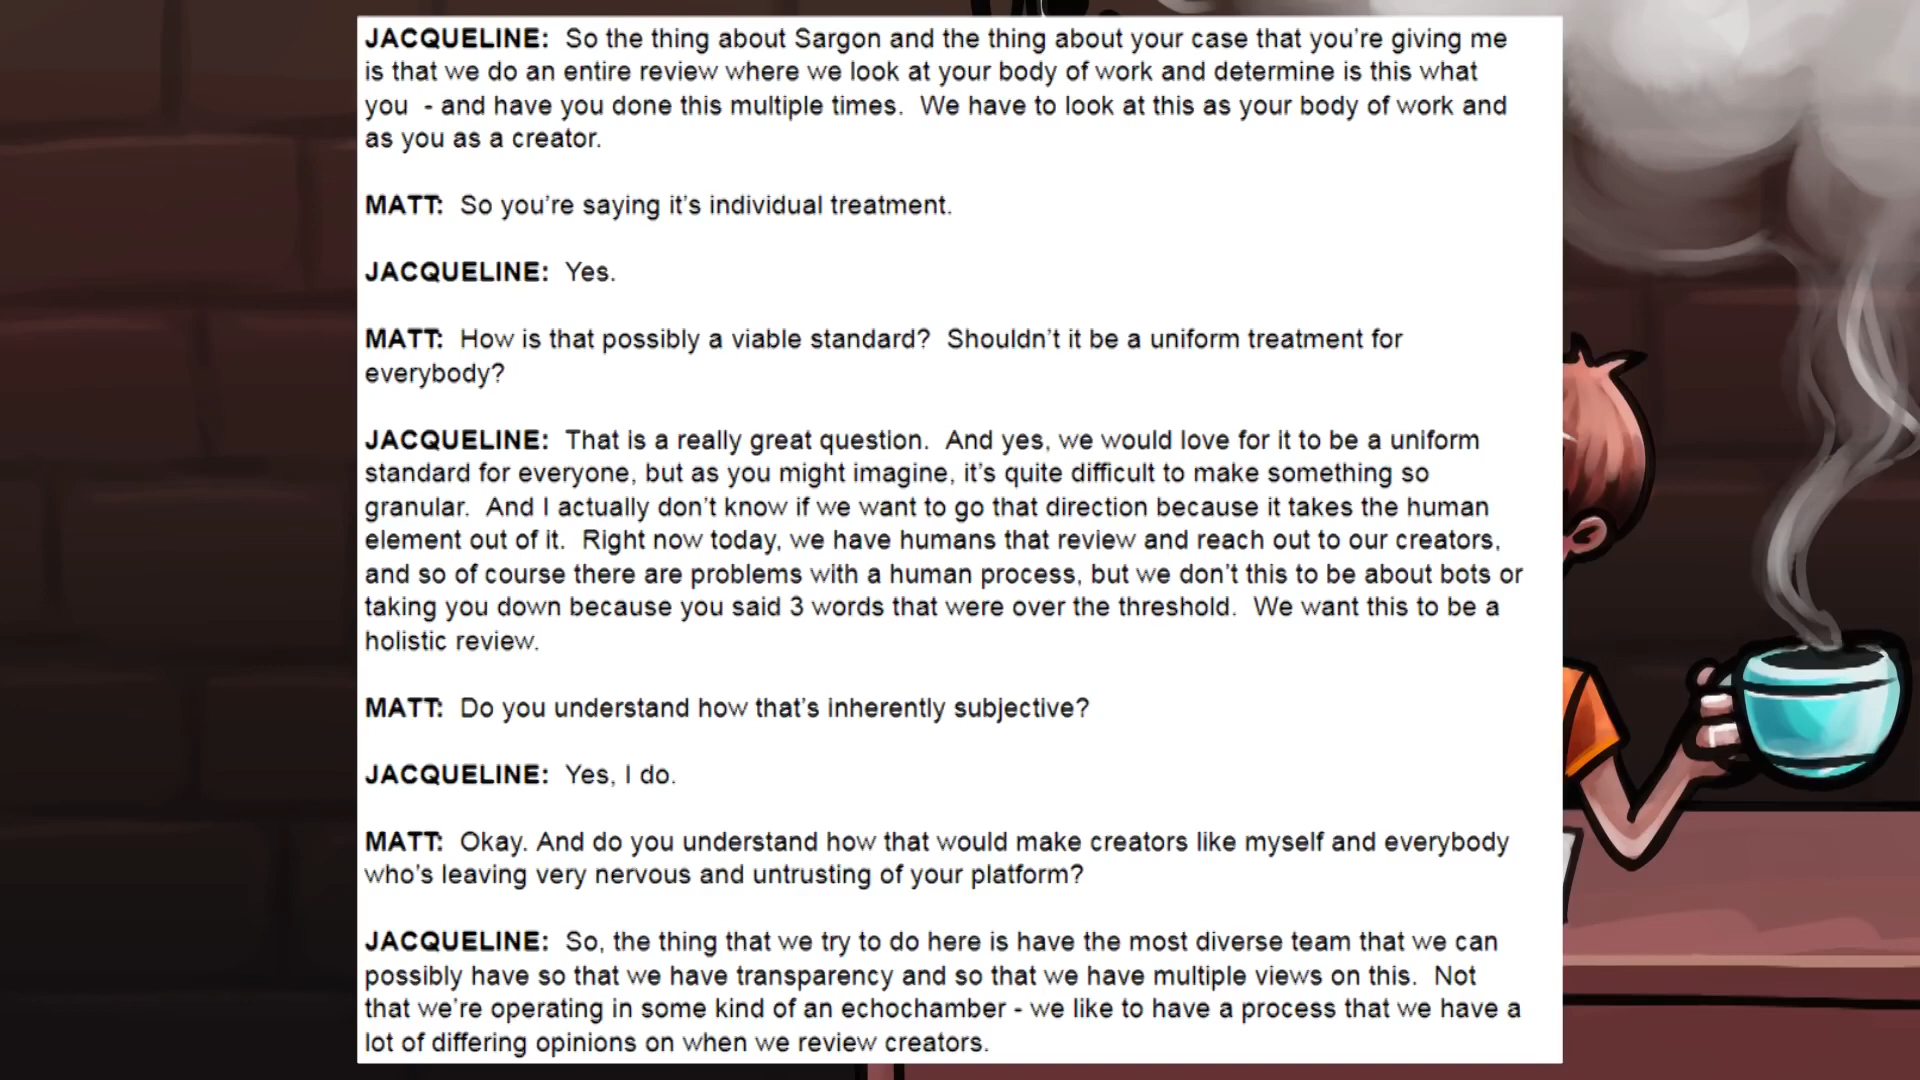 JACQUELINE: So the thing about Sargon and the thing about your case that you're giving me
is that we do an entire review where we look at your body of work and determine is this what
you - and have you done this multiple times. We have to look at this as your body of work and
as you as a creator.
MATT: So you're saying it's individual treatment.
JACQUELINE: Yes.
MATT: How is that possibly a viable standard? Shouldn't it be a uniform treatment for
everybody?
JACQUELINE: That is a really great question. And yes, we would love for it to be a uniform
standard for everyone, but as you might imagine, it's quite difficult to make something so
granular. And I actually don't know if we want to go that direction because it takes the human
element out of it. Right now today, we have humans that review and reach out to our creators,
and so of course there are problems with a human process, but we don't this to be about bots or
taking you down because you said 3 words that were over the threshold. We want this to be a
holistic review.
MATT: Do you understand how that's inherently subjective?
JACQUELINE: Yes, I do.
MATT: Okay. And do you understand how that would make creators like myself and everybody
who's leaving very nervous and untrusting of your platform?
JACQUELINE: So, the thing that we try to do here is have the most diverse team that we can
possibly have so that we have transparency and so that we have multiple views on this. Not
that we're operating in some kind of an echochamber - we like to have a process that we have a
lot of differing opinions on when we review creators.